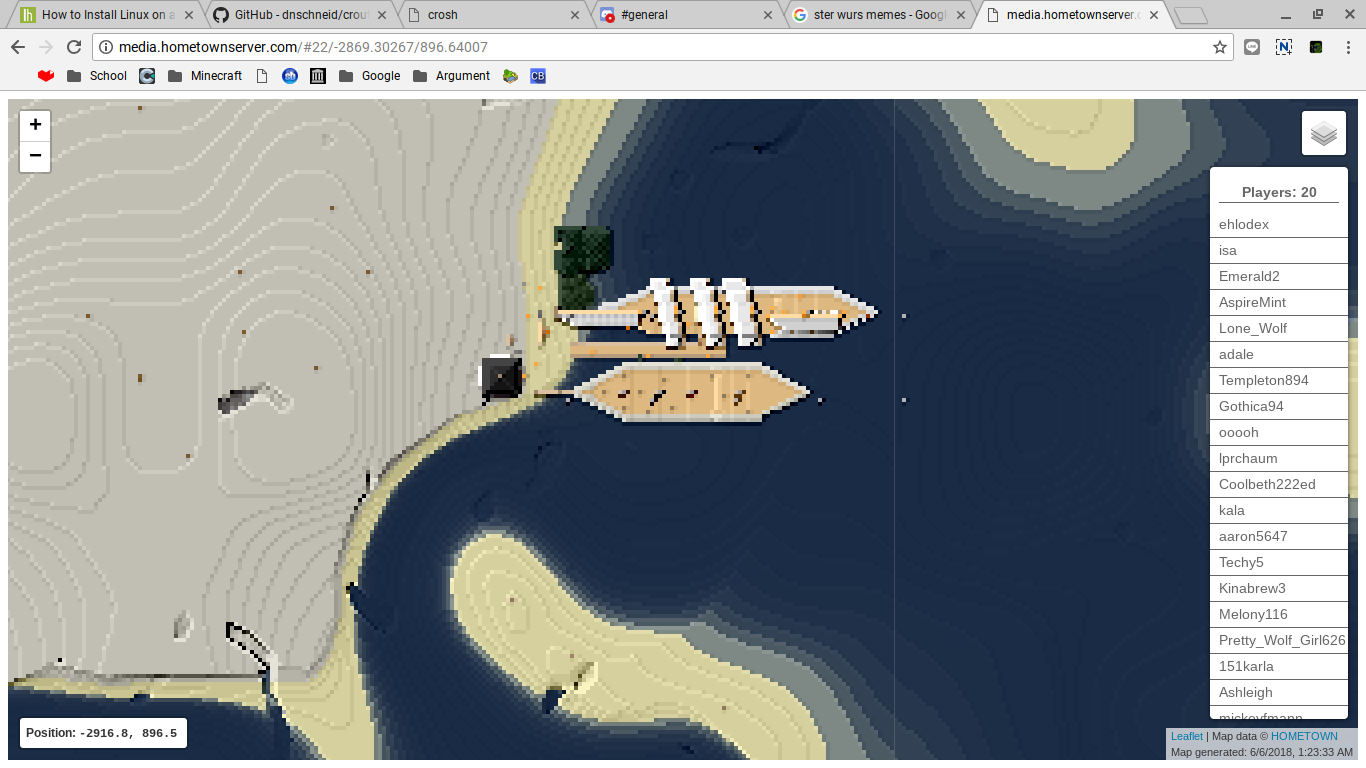 How to Install Linux on a
GitHub - dnschneid/crou
crosh
#general
ster wurs memes - Googl
media.hometownserver.c
media.hometownserver.com/#22/-2869.30267/896.64007
School
Minecraft
Google
Argument
CB
+
−
Players: 20
ehlodex
isa
Emerald2
AspireMint
Lone_Wolf
adale
Templeton894
Gothica94
ooooh
lprchaum
Coolbeth222ed
kala
aaron5647
Techy5
Kinabrew3
Melony116
Pretty_Wolf_Girl626
151karla
Ashleigh
mickeyfmann
Position: -2916.8, 896.5
Leaflet | Map data © HOMETOWN
Map generated: 6/6/2018, 1:23:33 AM